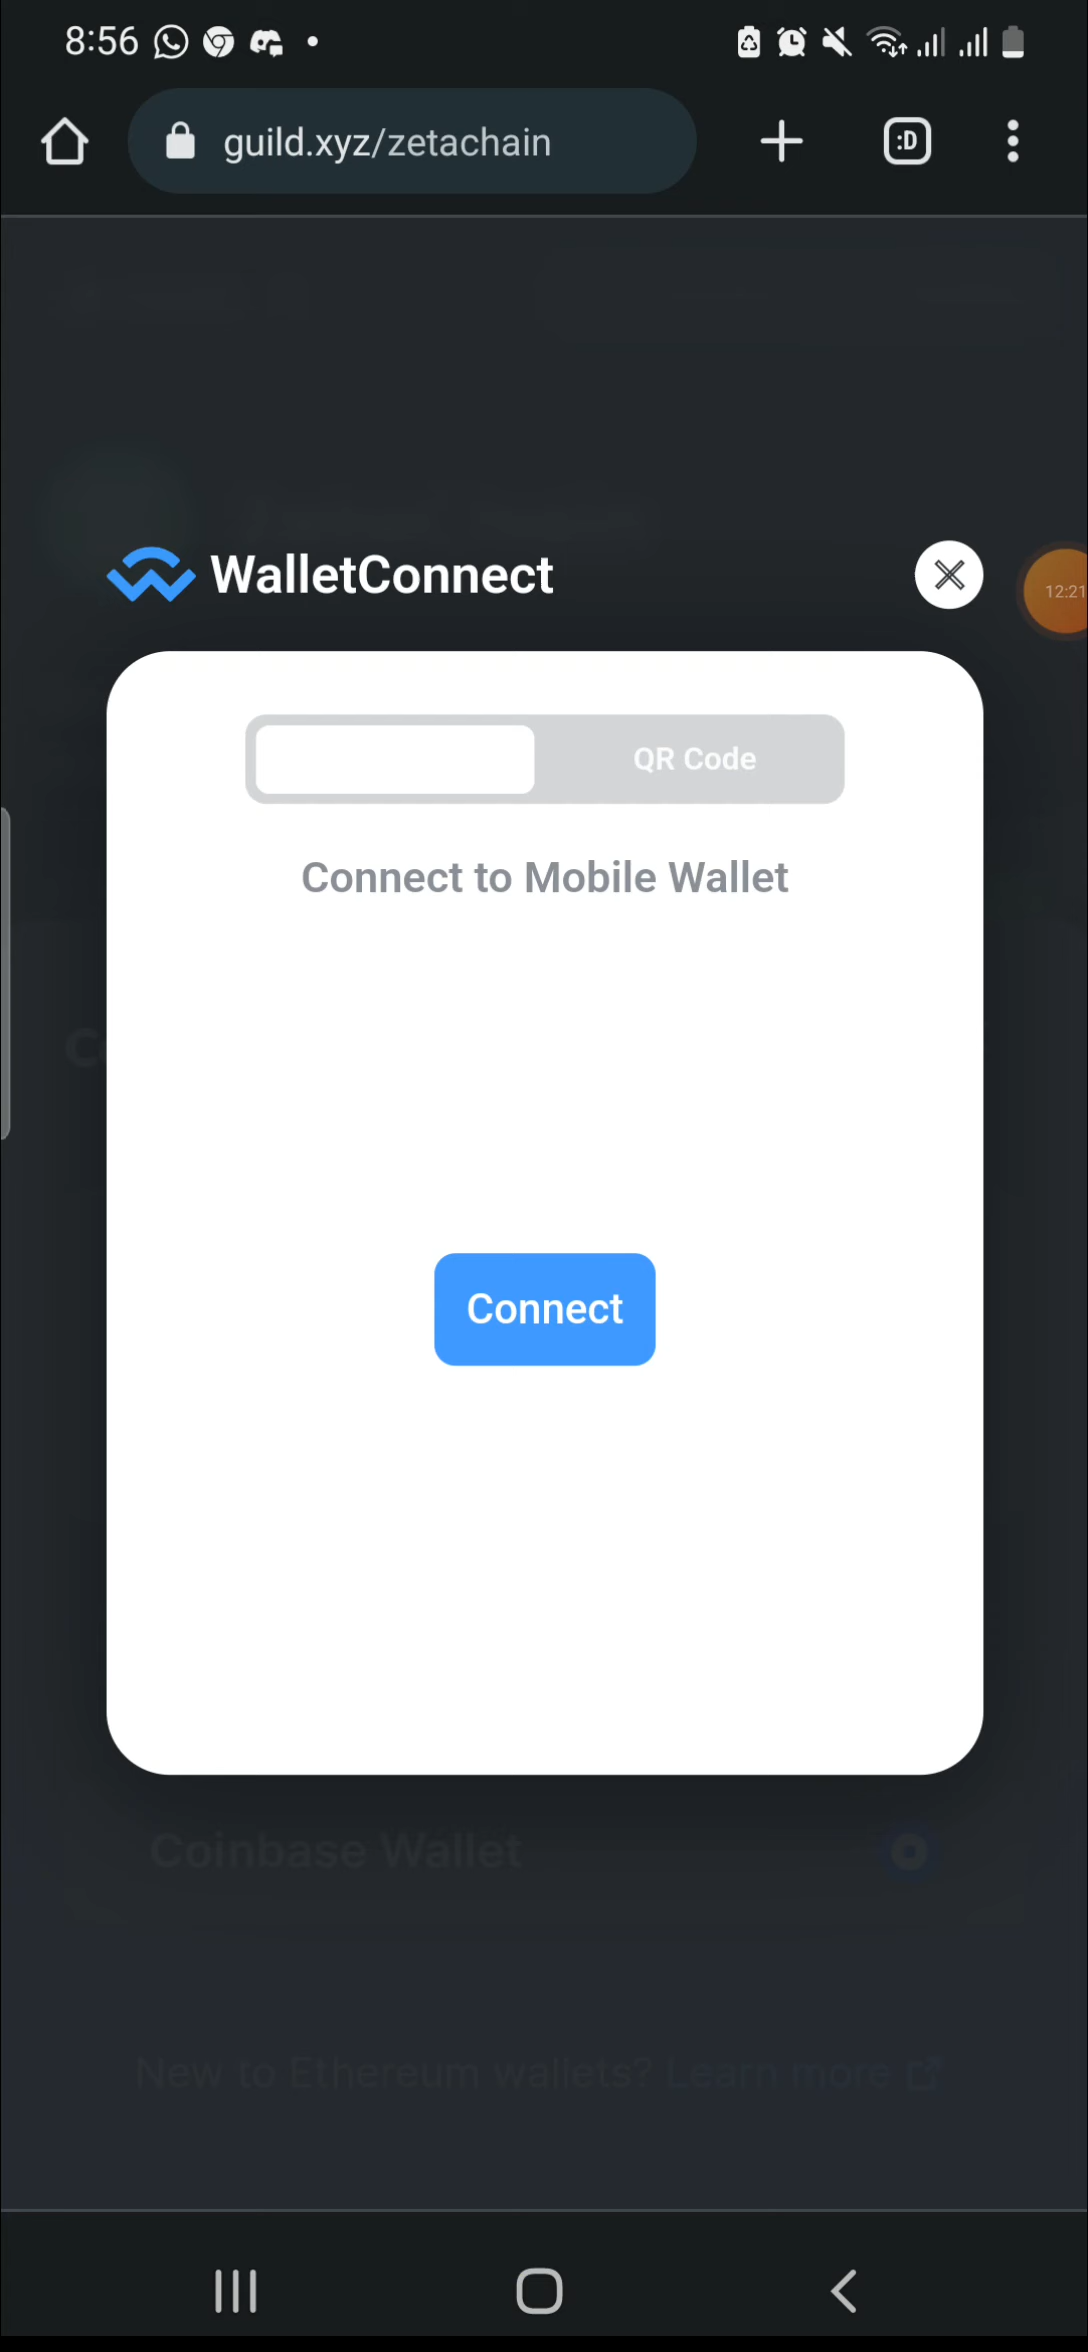 8:56
guild.xyz/zetachain
:D
WalletConnect
12:21
QR Code
Connect to Mobile Wallet
Connect
Coinbase Wallet
New to Ethereum wallets? Learn more